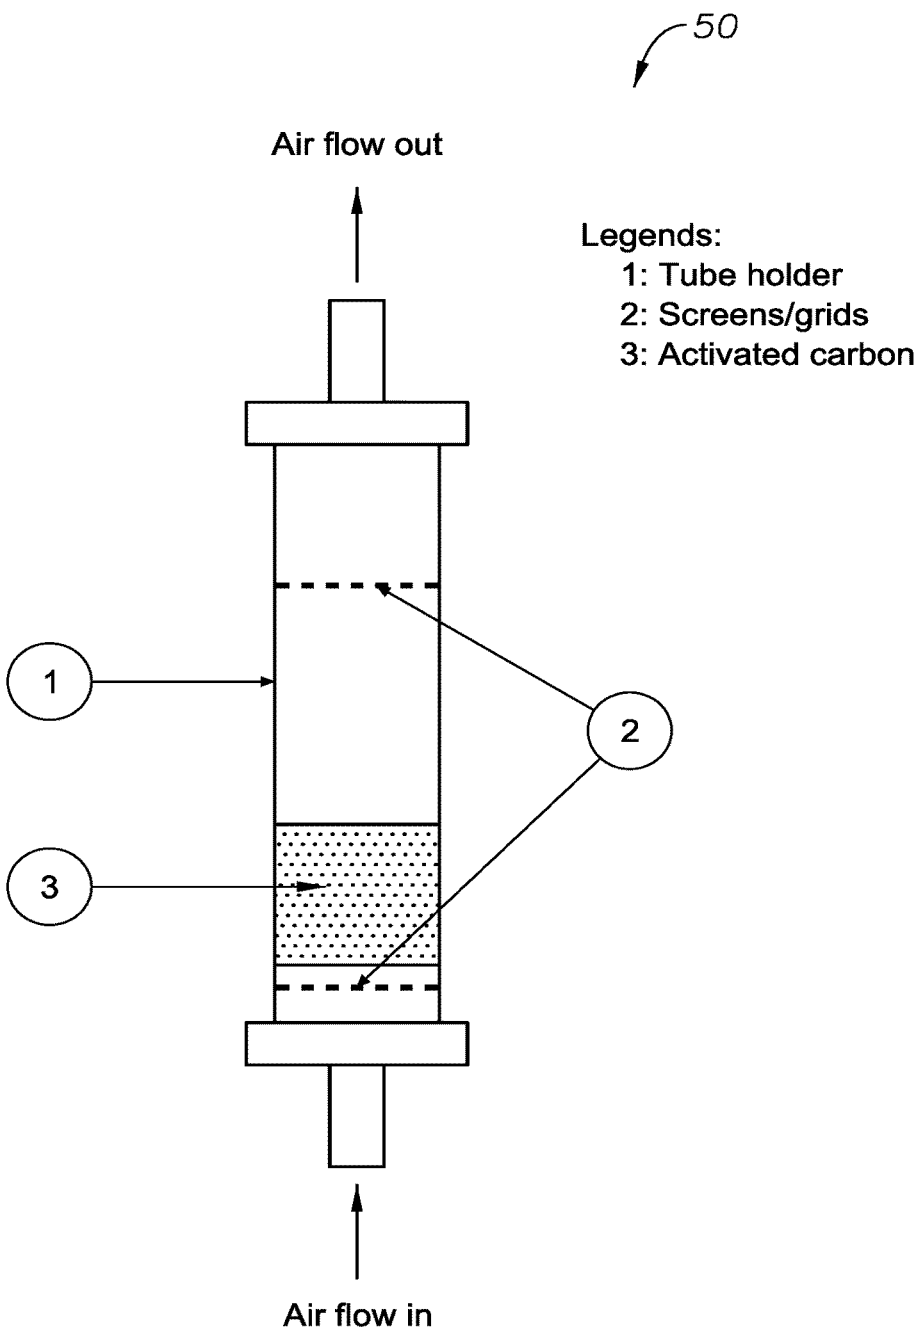 50
Air flow out
Legends:
1: Tube holder
2: Screens/grids
3: Activated carbon
1
2
3
Air flow in